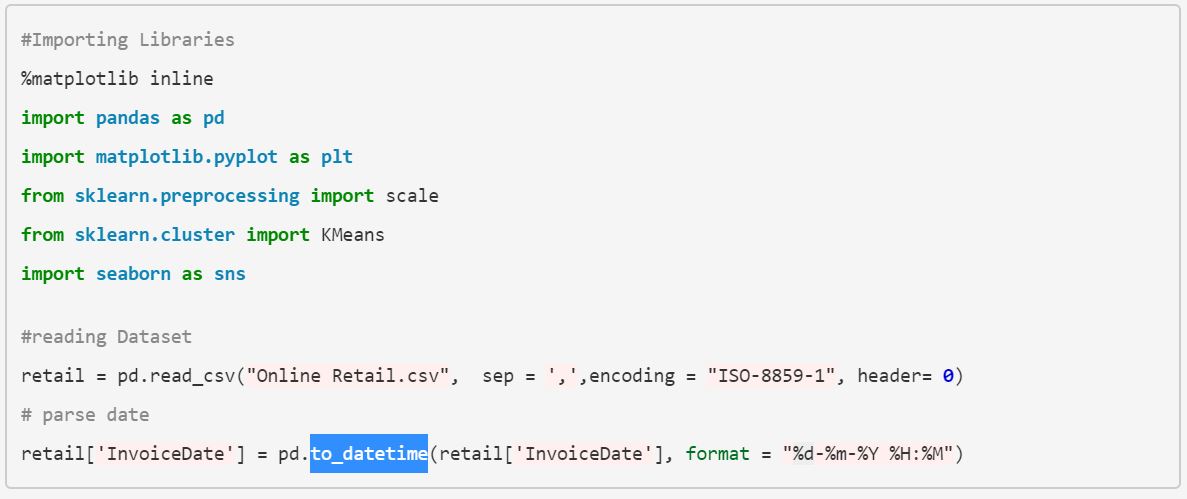 #Importing Libraries
%matplotlib inline
import pandas as pd
import matplotlib.pyplot as plt
from sklearn.preprocessing import scale
from sklearn.cluster import KMeans
import seaborn as sns
#reading Dataset
retail = pd.read_csv("Online Retail.csv",  sep = ',',encoding = "ISO-8859-1", header= 0)
# parse date
retail['InvoiceDate'] = pd.to_datetime(retail['InvoiceDate'], format = "%d-%m-%Y %H:%M")